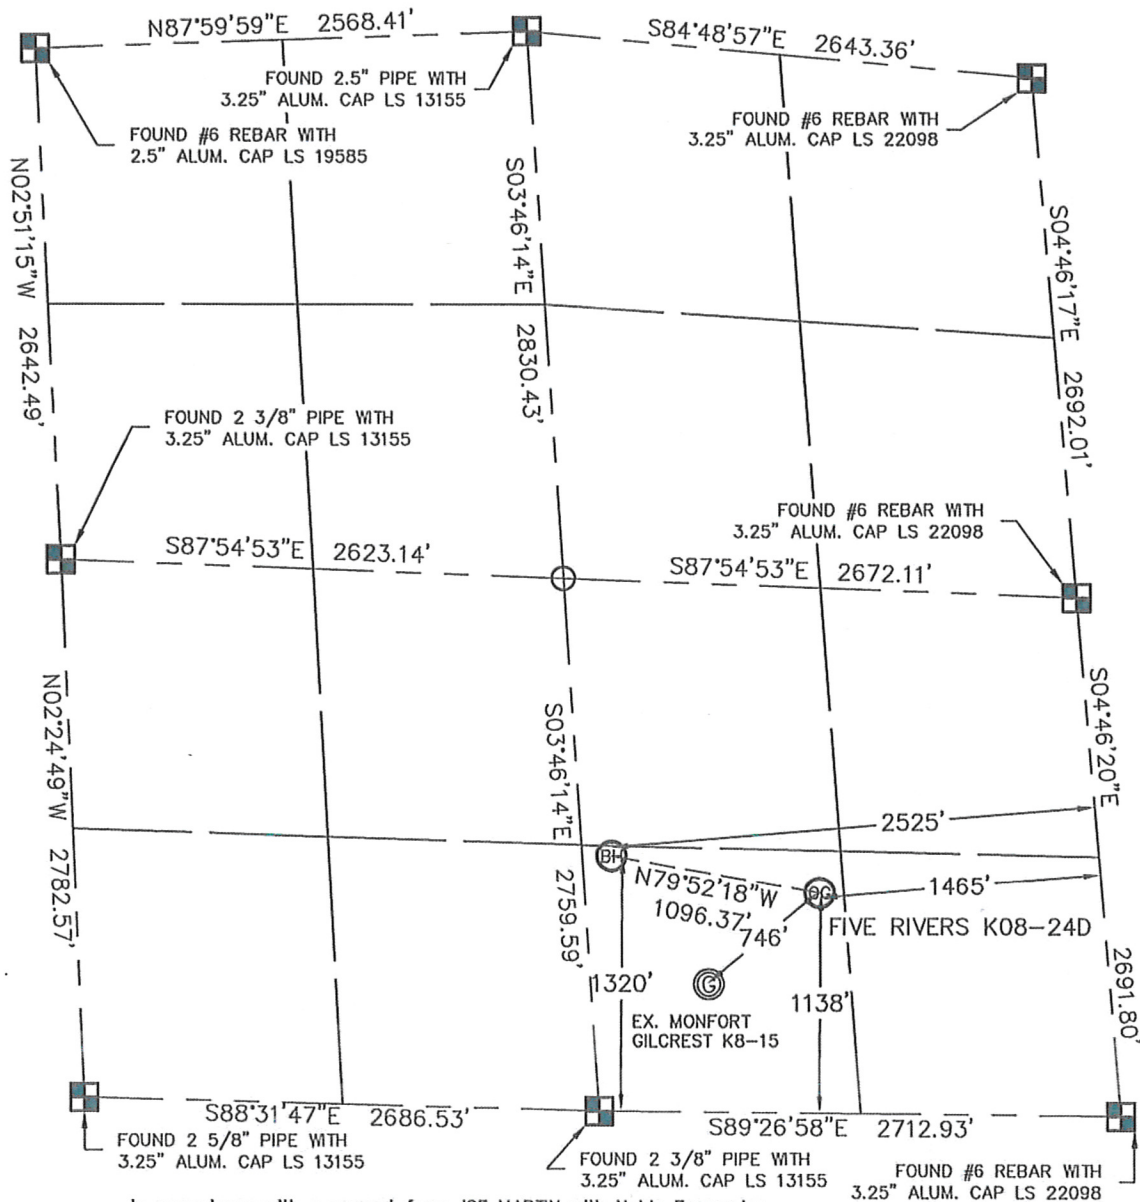 N87°59'59"E 2568.41'
S84°48'57"E 2643.36'
FOUND 2.5" PIPE WITH
3.25" ALUM. CAP LS 13155
FOUND #6 REBAR WITH
2.5" ALUM. CAP LS 19585
FOUND #6 REBAR WITH
3.25" ALUM. CAP LS 22098
N02°51'15"W 2642.49'
S03°46'14"E 2830.43'
S04°46'17"E 2692.01'
FOUND 2 3/8" PIPE WITH
3.25" ALUM. CAP LS 13155
FOUND #6 REBAR WITH
3.25" ALUM. CAP LS 22098
S87°54'53"E 2623.14'
S87°54'53"E 2672.11'
N02°24'49"W 2782.57'
S03°46'14"E 2759.59'
S04°46'20"E 2691.80'
2525'
BH
N79°52'18"W
1096.37'
1465'
746'
FIVE RIVERS K08-24D
G
1320'
1138'
EX. MONFORT
GILCREST K8-15
S88°31'47"E 2686.53'
S89°26'58"E 2712.93'
FOUND 2 5/8" PIPE WITH
3.25" ALUM. CAP LS 13155
FOUND 2 3/8" PIPE WITH
3.25" ALUM. CAP LS 13155
FOUND #6 REBAR WITH
3.25" ALUM. CAP LS 22098